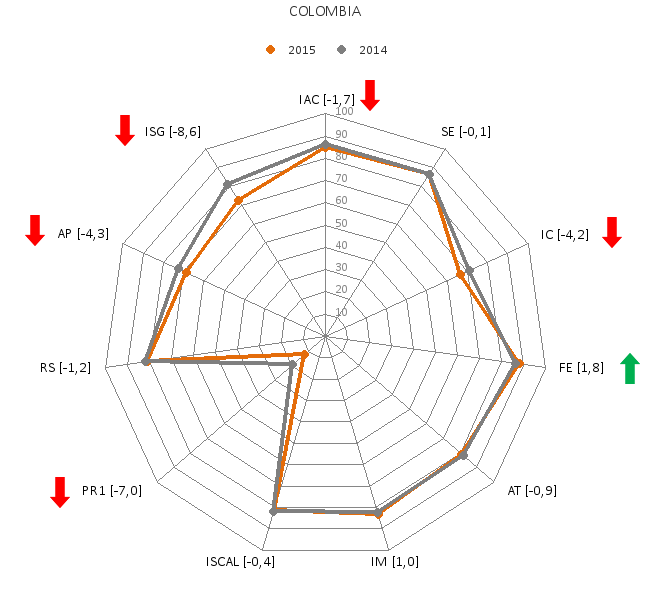 COLOMBIA
2015 2014
IAC [-1,7]
SE [-0,1]
IC [-4,2]
FE [1,8]
AT [-0,9]
IM [1,0]
ISCAL [-0,4]
PR1 [-7,0]
RS [-1,2]
AP [-4,3]
ISG [-8,6]
100
90
80
70
60
50
40
30
20
10